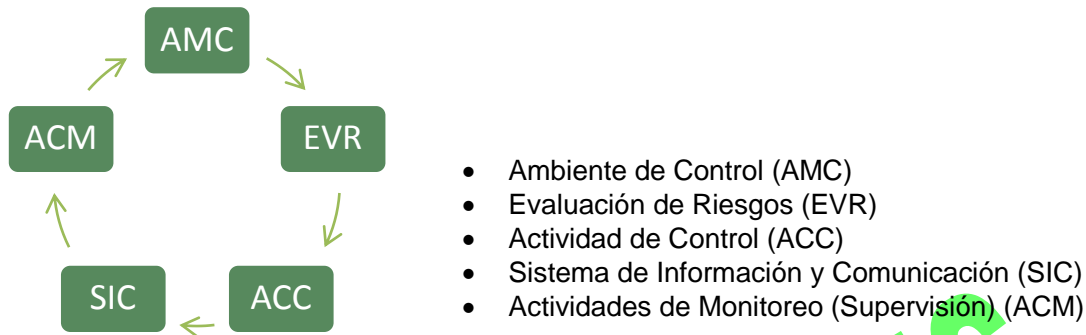 AMC
ACM
EVR
SIC
ACC
• Ambiente de Control (AMC)
• Evaluación de Riesgos (EVR)
• Actividad de Control (ACC)
• Sistema de Información y Comunicación (SIC)
• Actividades de Monitoreo (Supervisión) (ACM)